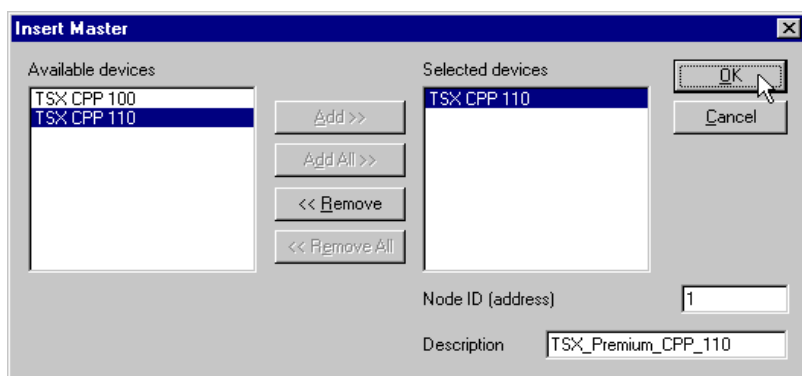 Insert Master
Available devices
TSX CPP 100
TSX CPP 110
Add >>
Add All >>
<< Remove
<< Remove All
Selected devices
TSX CPP 110
OK
Cancel
Node ID (address)
1
Description
TSX_Premium_CPP_110